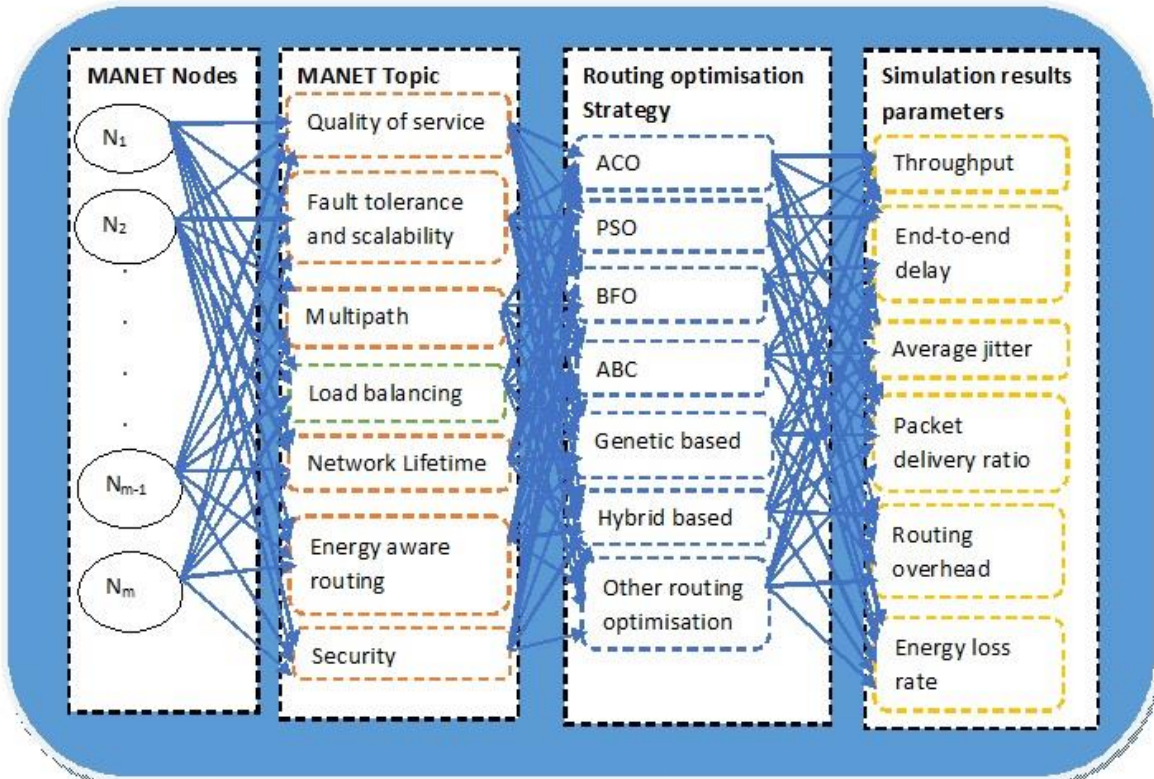 MANET Nodes
N1
N2
Nm-1
Nm
MANET Topic
Quality of service
Fault tolerance
and scalability
Multipath
Load balancing
Network Lifetime
Energy aware
routing
Security
Routing optimisation
Strategy
ACO
PSO
BFO
ABC
Genetic based
Hybrid based
Other routing
optimisation
Simulation results
parameters
Throughput
End-to-end
delay
Average jitter
Packet
delivery ratio
Routing
overhead
Energy loss
rate